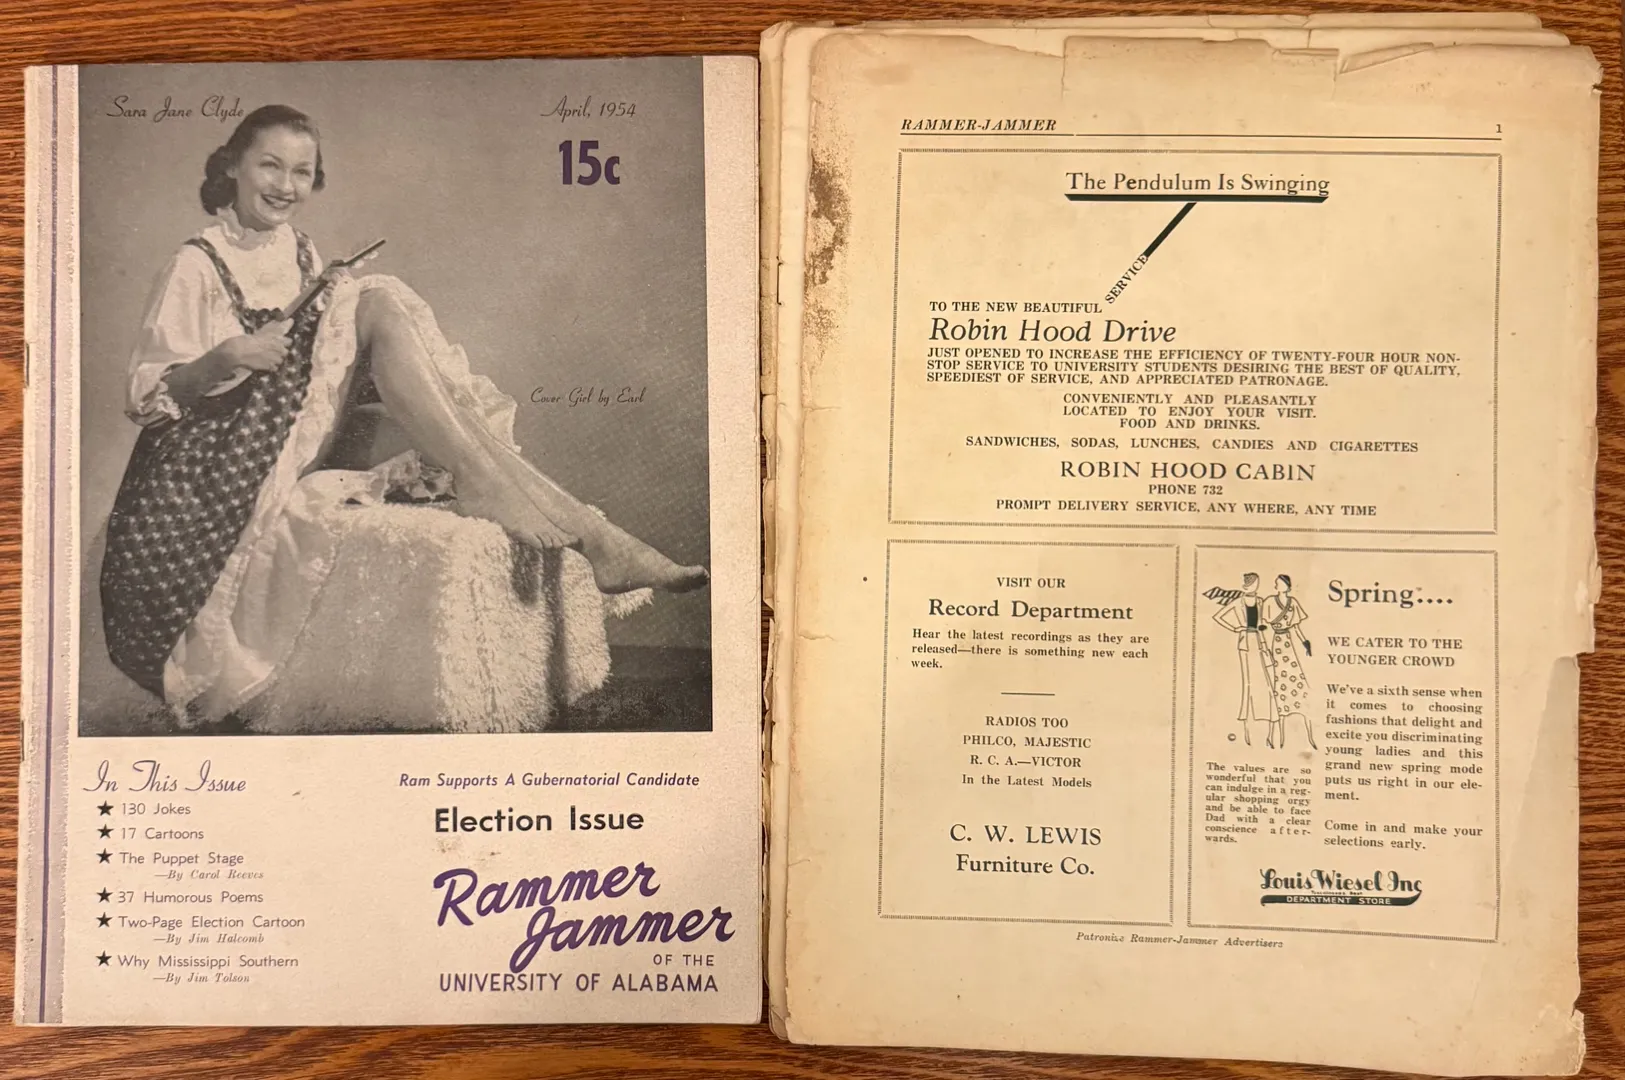 Sara Jane Clyde
April, 1954
15c
Cover Girl by Earl
In This Issue
★ 130 Jokes
★ 17 Cartoons
★ The Puppet Stage
—By Carol Reeves
★ 37 Humorous Poems
★ Two-Page Election Cartoon
—By Jim Halcomb
★ Why Mississippi Southern
—By Jim Tolson
Ram Supports A Gubernatorial Candidate
Election Issue
Rammer
Jammer
OF THE
UNIVERSITY OF ALABAMA
RAMMER-JAMMER 1
The Pendulum Is Swinging
SERVICE
TO THE NEW BEAUTIFUL
Robin Hood Drive
JUST OPENED TO INCREASE THE EFFICIENCY OF TWENTY-FOUR HOUR NON-
STOP SERVICE TO UNIVERSITY STUDENTS DESIRING THE BEST OF QUALITY,
SPEEDIEST OF SERVICE, AND APPRECIATED PATRONAGE.
CONVENIENTLY AND PLEASANTLY
LOCATED TO ENJOY YOUR VISIT.
FOOD AND DRINKS.
SANDWICHES, SODAS, LUNCHES, CANDIES AND CIGARETTES
ROBIN HOOD CABIN
PHONE 732
PROMPT DELIVERY SERVICE, ANY WHERE, ANY TIME
VISIT OUR
Record Department
Hear the latest recordings as they are
released—there is something new each
week.
RADIOS TOO
PHILCO, MAJESTIC
R. C. A.—VICTOR
In the Latest Models
C. W. LEWIS
Furniture Co.
Spring....
WE CATER TO THE
YOUNGER CROWD
We've a sixth sense when
it comes to choosing
fashions that delight and
excite you discriminating
young ladies and this
grand new spring mode
puts us right in our ele-
ment.
Come in and make your
selections early.
©
The values are so
wonderful that you
can indulge in a reg-
ular shopping orgy
and be able to face
Dad with a clear
conscience after-
wards.
Louis Wiesel Inc
DEPARTMENT STORE
Patronize Rammer-Jammer Advertisers